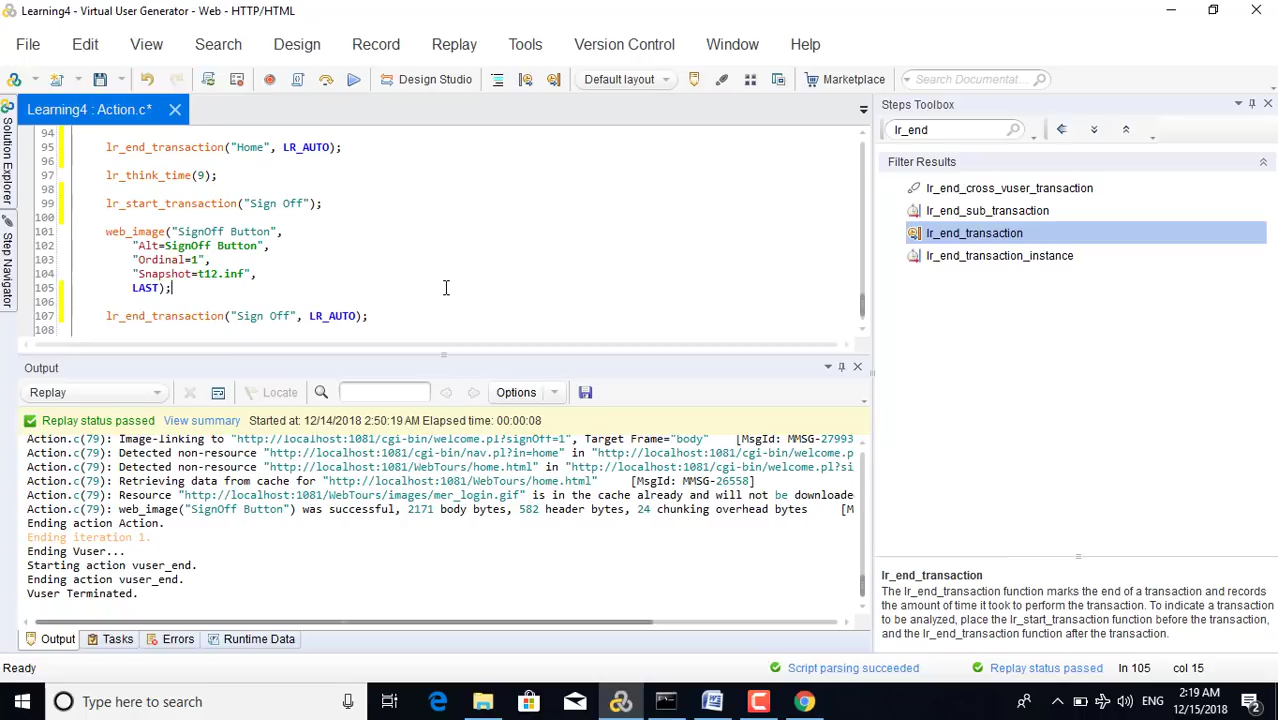 Learning4 - Virtual User Generator - Web - HTTP/HTML
File Edit View Search Design Record Replay Tools Version Control Window Help
Design Studio Default layout Marketplace Search Documentat...
Learning4 : Action.c*
Solution Explorer
Step Navigator
94
95 lr_end_transaction("Home", LR_AUTO);
96
97 lr_think_time(9);
98
99 lr_start_transaction("Sign Off");
100
101 web_image("SignOff Button",
102 "Alt=SignOff Button",
103 "Ordinal=1",
104 "Snapshot=t12.inf",
105 LAST);
106
107 lr_end_transaction("Sign Off", LR_AUTO);
108
Steps Toolbox
lr_end
Filter Results
lr_end_cross_vuser_transaction
lr_end_sub_transaction
lr_end_transaction
lr_end_transaction_instance
lr_end_transaction
The lr_end_transaction function marks the end of a transaction and records
the amount of time it took to perform the transaction. To indicate a transaction
to be analyzed, place the lr_start_transaction function before the transaction,
and the lr_end_transaction function after the transaction.
Output
Replay Locate Options
Replay status passed View summary Started at: 12/14/2018 2:50:19 AM Elapsed time: 00:00:08
Action.c(79): Image-linking to "http://localhost:1081/cgi-bin/welcome.pl?signOff=1", Target Frame="body" [MsgId: MMSG-27993
Action.c(79): Detected non-resource "http://localhost:1081/cgi-bin/nav.pl?in=home" in "http://localhost:1081/cgi-bin/welcome.p
Action.c(79): Detected non-resource "http://localhost:1081/WebTours/home.html" in "http://localhost:1081/cgi-bin/welcome.pl?si
Action.c(79): Retrieving data from cache for "http://localhost:1081/WebTours/home.html" [MsgId: MMSG-26558]
Action.c(79): Resource "http://localhost:1081/WebTours/images/mer_login.gif" is in the cache already and will not be downloade
Action.c(79): web_image("SignOff Button") was successful, 2171 body bytes, 582 header bytes, 24 chunking overhead bytes [M
Ending action Action.
Ending iteration 1.
Ending Vuser...
Starting action vuser_end.
Ending action vuser_end.
Vuser Terminated.
Output Tasks Errors Runtime Data
Ready Script parsing succeeded Replay status passed ln 105 col 15
Type here to search ENG 2:19 AM
12/15/2018 2